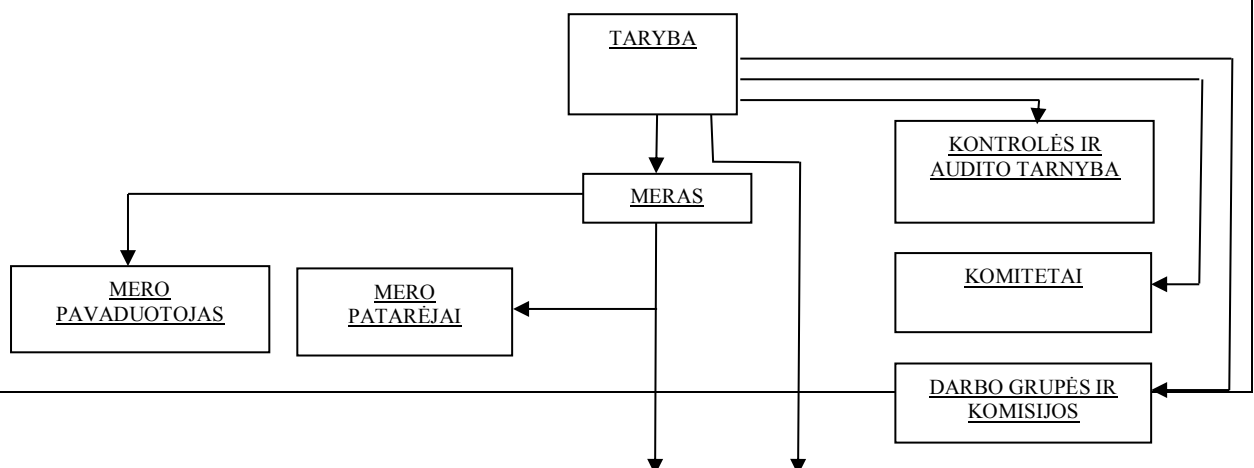 TARYBA
KONTROLĖS IR
AUDITO TARNYBA
MERAS
MERO
PAVADUOTOJAS
MERO
PATARĖJAI
KOMITETAI
DARBO GRUPĖS IR
KOMISIJOS